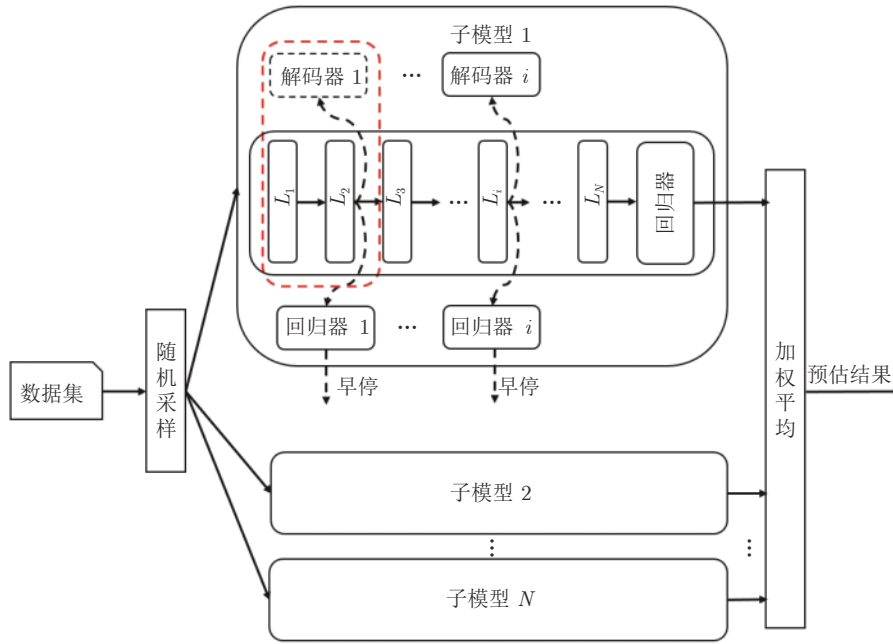 子模型 1
解码器 1
...
解码器 i
L₁
L₂
L₃
...
Lᵢ
...
L_N
回归器
回归器 1
...
回归器 i
早停
早停
数据集
随机采样
子模型 2
...
...
子模型 N
加权平均
预估结果